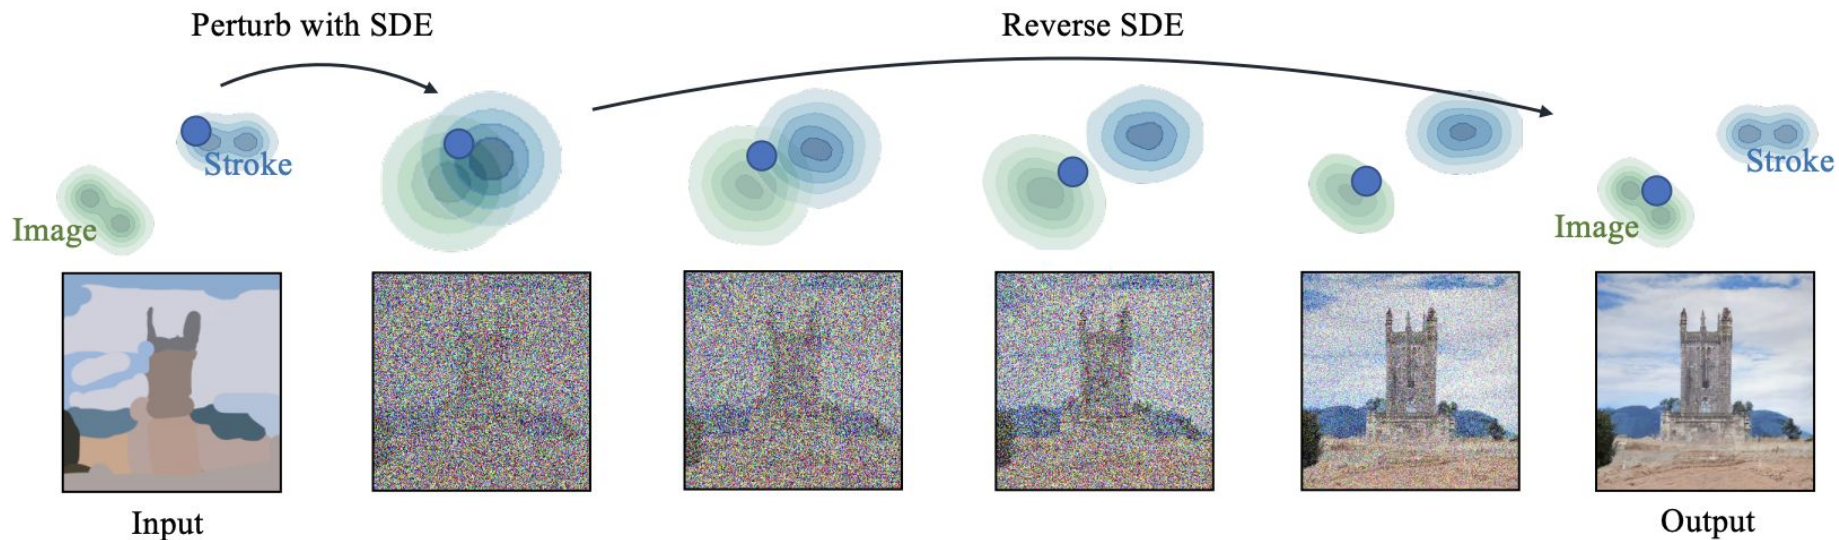 Perturb with SDE
Reverse SDE
Stroke
Image
Stroke
Image
Input
Output